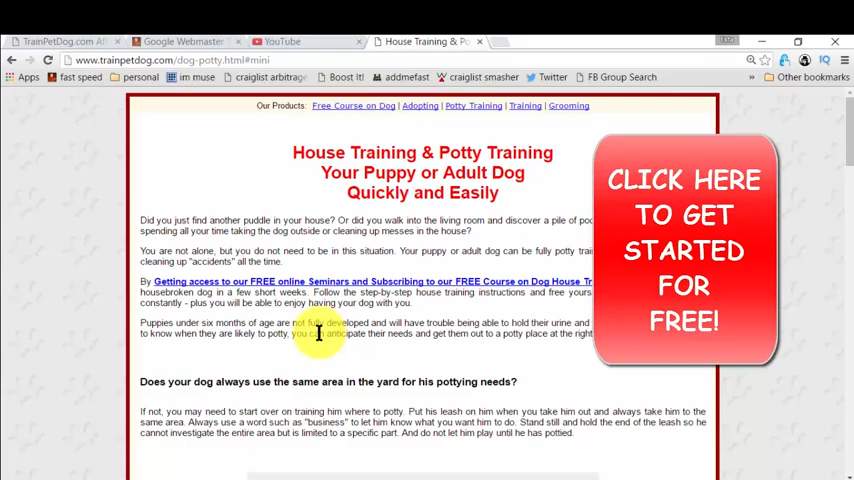 TrainPetDog.com Af
Google Webmaster
YouTube
House Training & Po
www.trainpetdog.com/dog-potty.html#mini
Apps fast speed personal im muse craiglist arbitrage Boost It! addmefast craiglist smasher Twitter FB Group Search » Other bookmarks
Our Products: Free Course on Dog | Adopting | Potty Training | Training | Grooming
House Training & Potty Training
Your Puppy or Adult Dog
Quickly and Easily
Did you just find another puddle in your house? Or did you walk into the living room and discover a pile of
spending all your time taking the dog outside or cleaning up messes in the house?
You are not alone, but you do not need to be in this situation. Your puppy or adult dog can be fully potty
cleaning up "accidents" all the time.
By Getting access to our FREE online Seminars and Subscribing to our FREE Course on Dog House
housebroken dog in a few short weeks. Follow the step-by-step house training instructions and free
constantly - plus you will be able to enjoy having your dog with you.
Puppies under six months of age are not fully developed and will have trouble being able to hold their urine and
to know when they are likely to potty, you can anticipate their needs and get them out to a potty place at the right
CLICK HERE
TO GET
STARTED
FOR
FREE!
Does your dog always use the same area in the yard for his pottying needs?
If not, you may need to start over on training him where to potty. Put his leash on him when you take him out and always take him to the
same area. Always use a word such as "business" to let him know what you want him to do. Stand still and hold the end of the leash so he
cannot investigate the entire area but is limited to a specific part. And do not let him play until he has pottied.